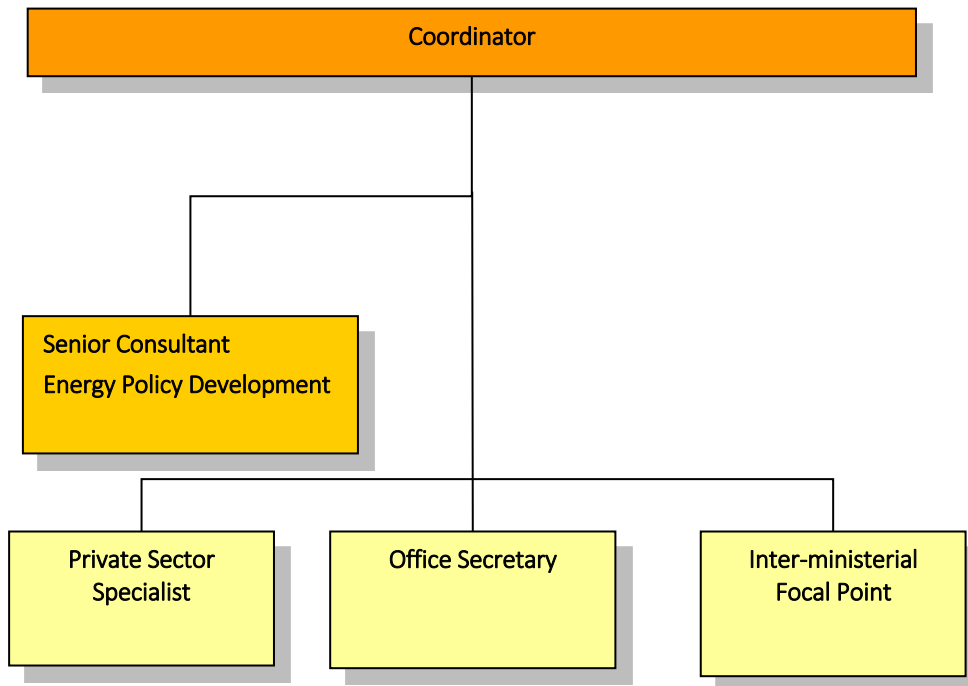 Coordinator
Senior Consultant
Energy Policy Development
Private Sector
Specialist
Office Secretary
Inter-ministerial
Focal Point